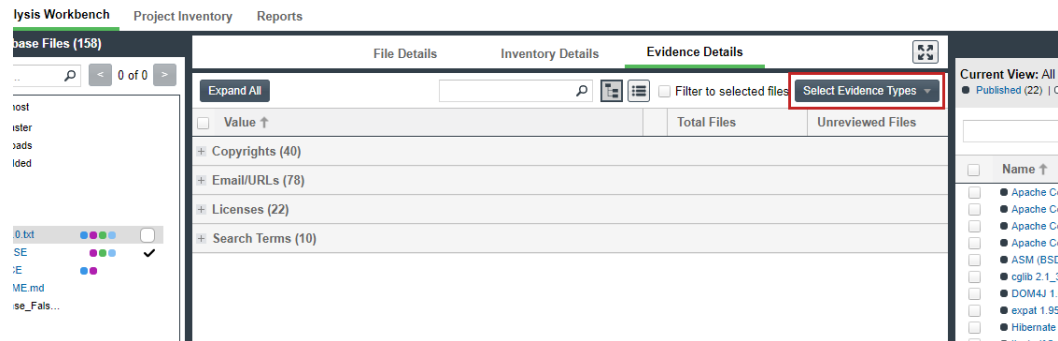 lysis Workbench Project Inventory Reports
base Files (158)
... < 0 of 0 >
host
aster
oads
dded
.0.txt
SE
CE
ME.md
nse_Fals...
File Details Inventory Details Evidence Details
Expand All Filter to selected files Select Evidence Types
Value Total Files Unreviewed Files
Copyrights (40)
Email/URLs (78)
Licenses (22)
Search Terms (10)
Current View: All
Published (22) | C
Name
Apache Co
Apache Co
Apache Co
Apache Co
ASM (BSD
cglib 2.1_3
DOM4J 1.
expat 1.95
Hibernate